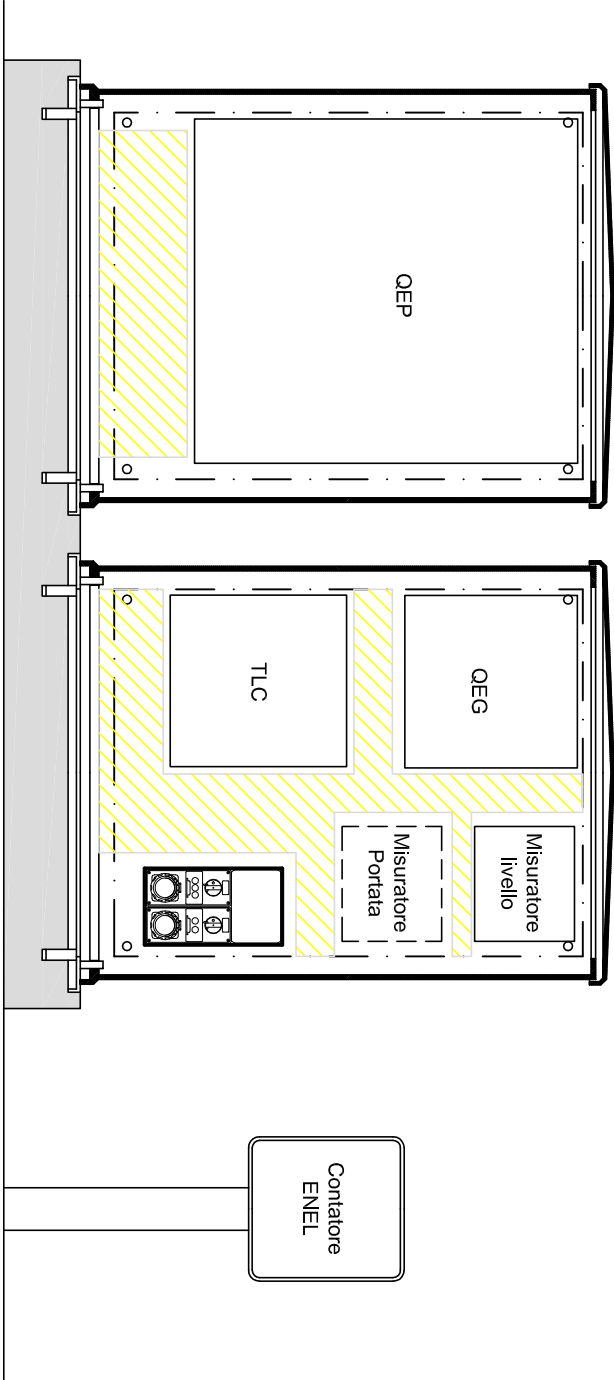 QEP
QEG
Misuratore
livello
Misuratore
Portata
TLC
Contatore
ENEL